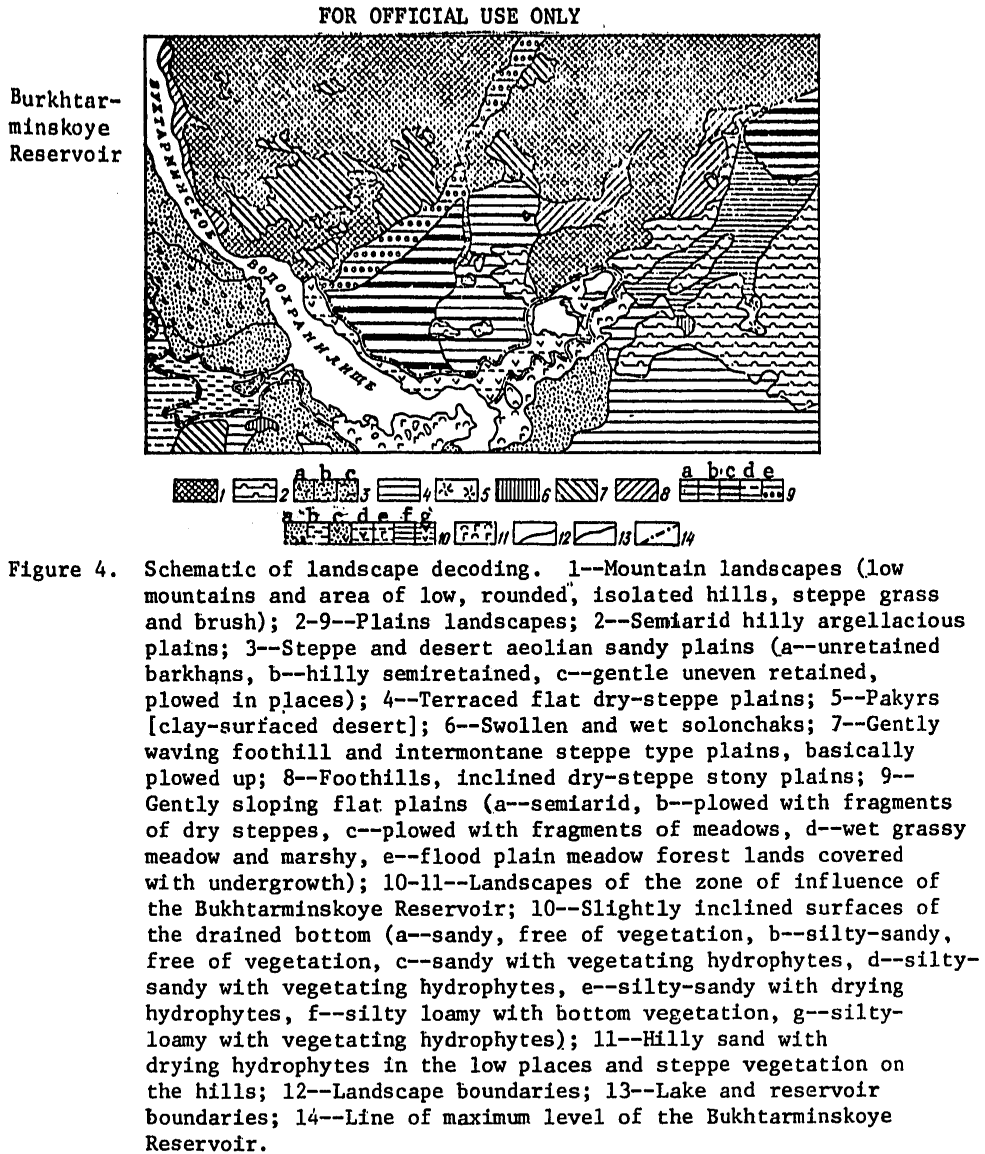 FOR OFFICIAL USE ONLY
Burkhtar-
minskoye
Reservoir
БУХТАРМИНСКОЕ
ВОДОХРАНИЛИЩЕ
a b c
a b c d e
1 2 3 4 5 6 7 8 9
a b c d e f g
10 11 12 13 14
Figure 4. Schematic of landscape decoding. 1--Mountain landscapes (low
mountains and area of low, rounded, isolated hills, steppe grass
and brush); 2-9--Plains landscapes; 2--Semiarid hilly argellacious
plains; 3--Steppe and desert aeolian sandy plains (a--unretained
barkhans, b--hilly semiretained, c--gentle uneven retained,
plowed in places); 4--Terraced flat dry-steppe plains; 5--Pakyrs
[clay-surfaced desert]; 6--Swollen and wet solonchaks; 7--Gently
waving foothill and intermontane steppe type plains, basically
plowed up; 8--Foothills, inclined dry-steppe stony plains; 9--
Gently sloping flat plains (a--semiarid, b--plowed with fragments
of dry steppes, c--plowed with fragments of meadows, d--wet grassy
meadow and marshy, e--flood plain meadow forest lands covered
with undergrowth); 10-11--Landscapes of the zone of influence of
the Bukhtarminskoye Reservoir; 10--Slightly inclined surfaces of
the drained bottom (a--sandy, free of vegetation, b--silty-sandy,
free of vegetation, c--sandy with vegetating hydrophytes, d--silty-
sandy with vegetating hydrophytes, e--silty-sandy with drying
hydrophytes, f--silty loamy with bottom vegetation, g--silty-
loamy with vegetating hydrophytes); 11--Hilly sand with
drying hydrophytes in the low places and steppe vegetation on
the hills; 12--Landscape boundaries; 13--Lake and reservoir
boundaries; 14--Line of maximum level of the Bukhtarminskoye
Reservoir.